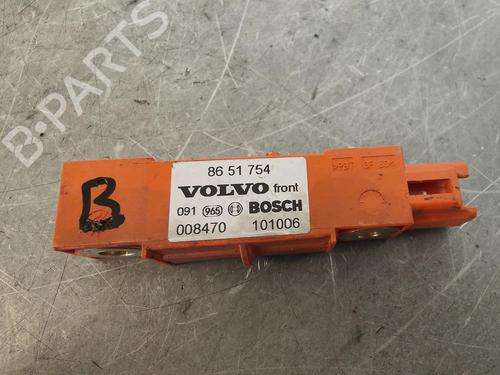 B-PARTS
86 51 754
VOLVO front
091 965 BOSCH
008470 101006
B